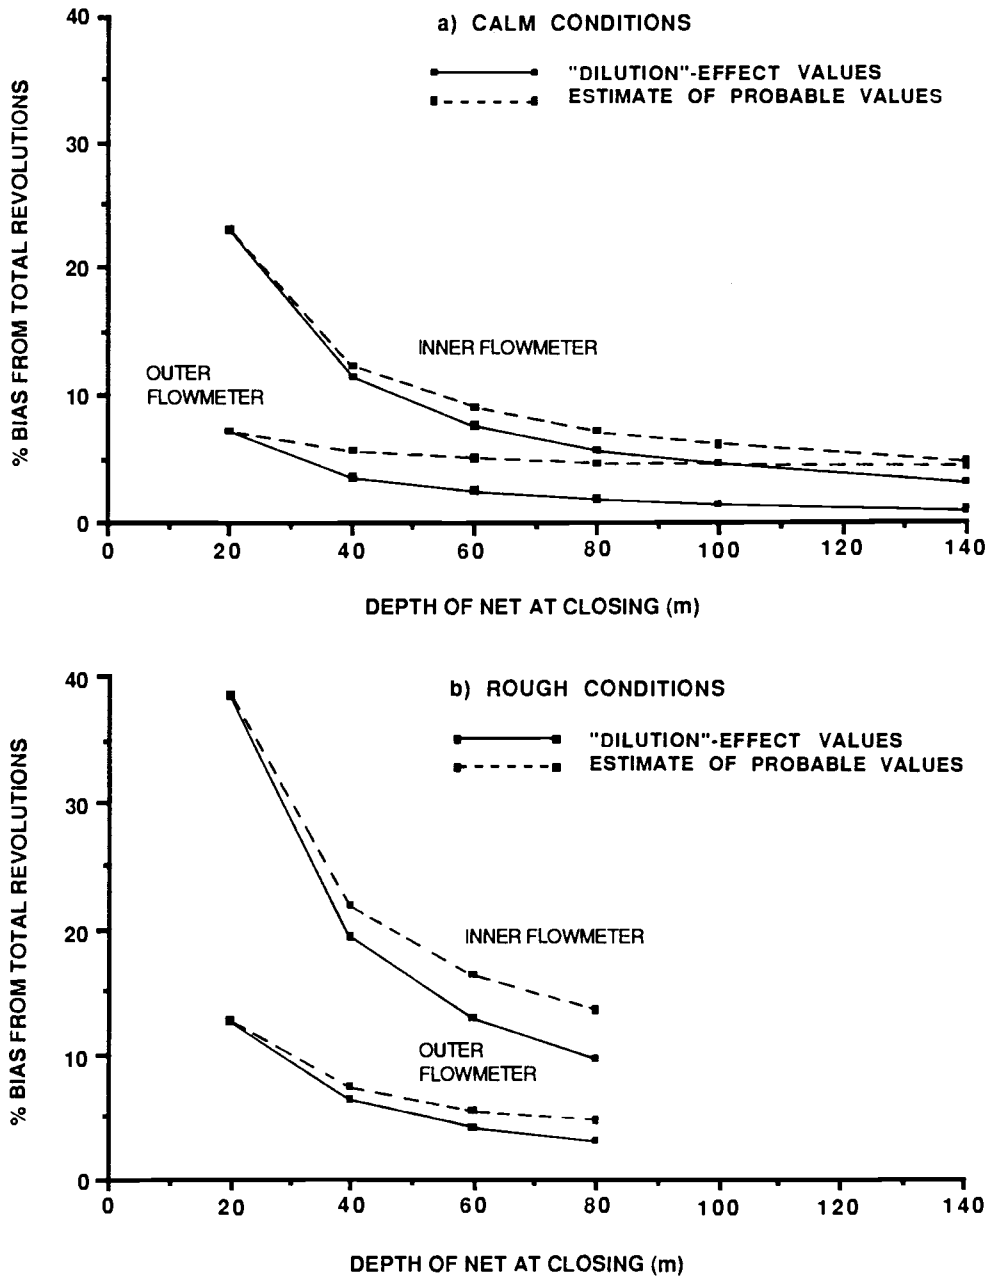 a) CALM CONDITIONS
"DILUTION"-EFFECT VALUES
ESTIMATE OF PROBABLE VALUES
% BIAS FROM TOTAL REVOLUTIONS
40
30
20
10
0
INNER FLOWMETER
OUTER
FLOWMETER
0 20 40 60 80 100 120 140
DEPTH OF NET AT CLOSING (m)
b) ROUGH CONDITIONS
"DILUTION"-EFFECT VALUES
ESTIMATE OF PROBABLE VALUES
% BIAS FROM TOTAL REVOLUTIONS
40
30
20
10
0
INNER FLOWMETER
OUTER
FLOWMETER
0 20 40 60 80 100 120 140
DEPTH OF NET AT CLOSING (m)